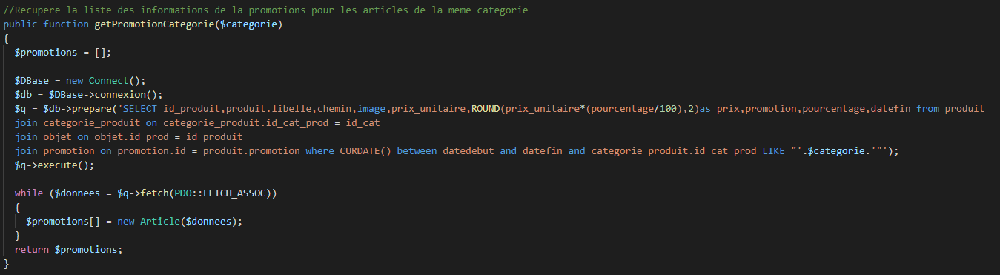 //Recupere la liste des informations de la promotions pour les articles de la meme categorie
public function getPromotionCategorie($categorie)
{
$promotions = [];
$DBase = new Connect();
$db = $DBase->connexion();
$q = $db->prepare('SELECT id_produit,produit.libelle,chemin,image,prix_unitaire,ROUND(prix_unitaire*(pourcentage/100),2)as prix,promotion,pourcentage,datefin from produit
join categorie_produit on categorie_produit.id_cat_prod = id_cat
join objet on objet.id_prod = id_produit
join promotion on promotion.id = produit.promotion where CURDATE() between datedebut and datefin and categorie_produit.id_cat_prod LIKE "'.$categorie.'"');
$q->execute();
while ($donnees = $q->fetch(PDO::FETCH_ASSOC))
{
$promotions[] = new Article($donnees);
}
return $promotions;
}